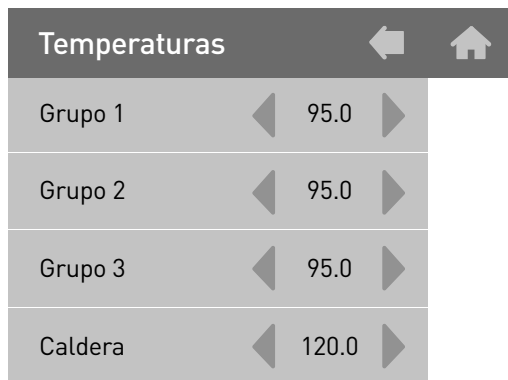 Temperaturas
Grupo 1 95.0
Grupo 2 95.0
Grupo 3 95.0
Caldera 120.0